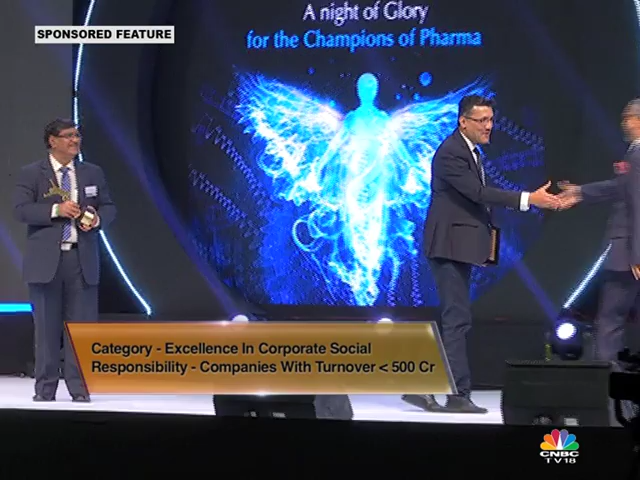 SPONSORED FEATURE
A night of Glory
for the Champions of Pharma
Category - Excellence In Corporate Social
Responsibility - Companies With Turnover < 500 Cr
CNBC
TV18